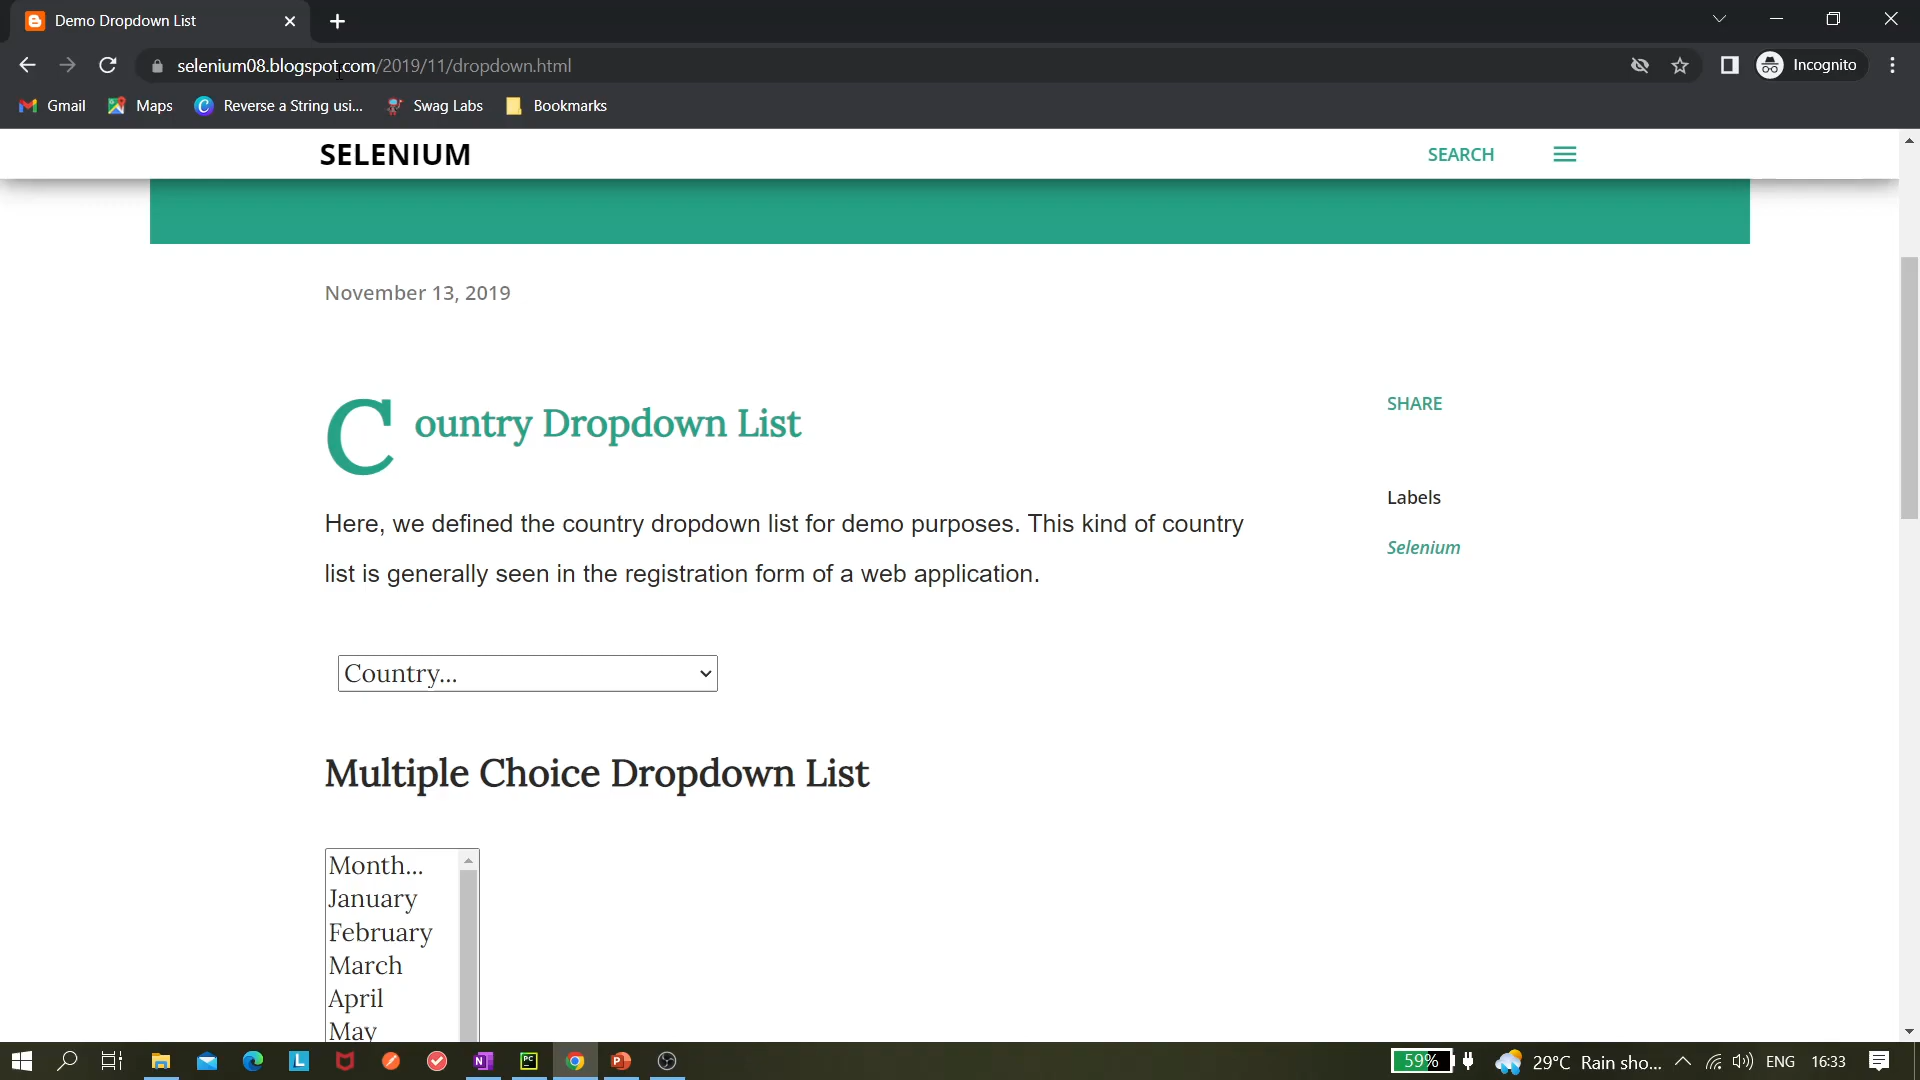 Demo Dropdown List
selenium08.blogspot.com/2019/11/dropdown.html
Incognito
Gmail
Maps
Reverse a String usi...
Swag Labs
Bookmarks
SELENIUM
SEARCH
November 13, 2019
Country Dropdown List
SHARE
Labels
Selenium
Here, we defined the country dropdown list for demo purposes. This kind of country
list is generally seen in the registration form of a web application.
Country...
Multiple Choice Dropdown List
Month...
January
February
March
April
May
59%
29°C Rain sho...
ENG
16:33